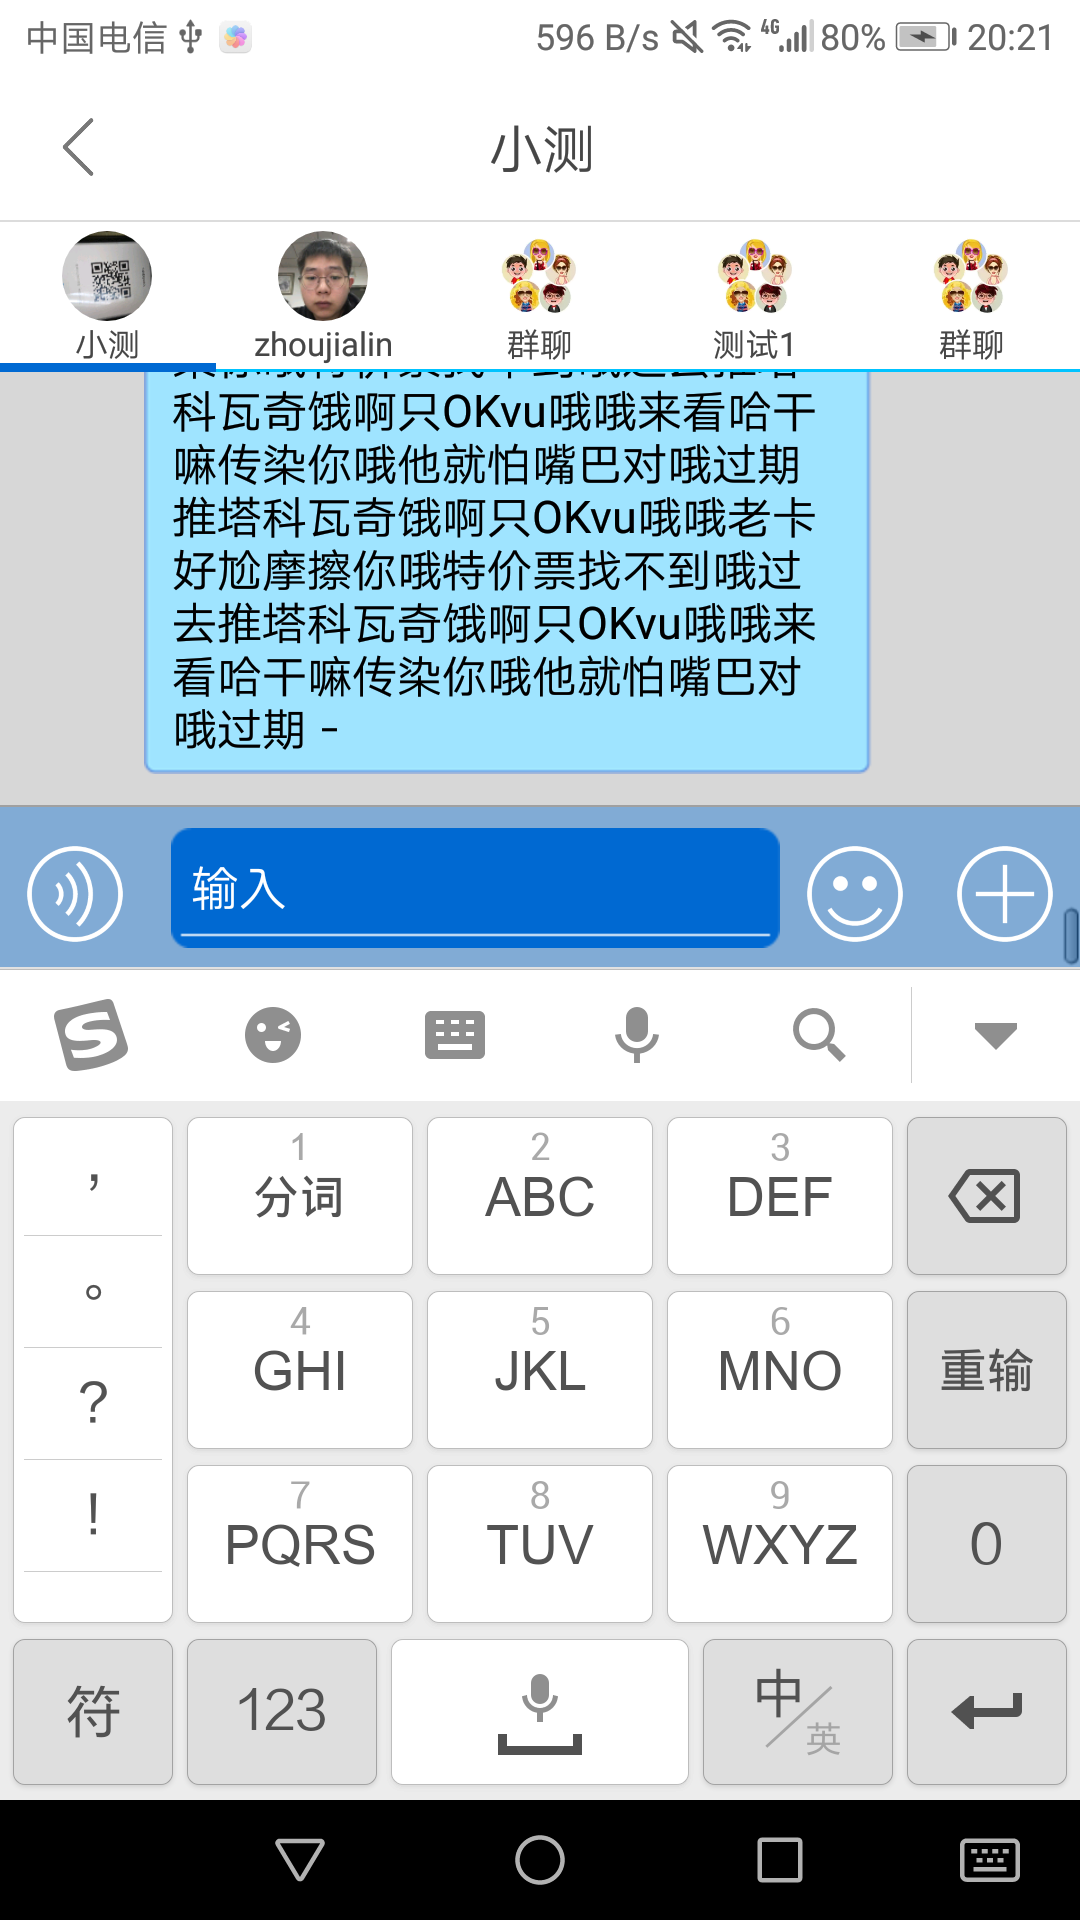 中国电信 596 B/s 4G 80% 20:21
小测
小测 zhoujialin 群聊 测试1 群聊
科瓦奇饿啊只OKvu哦哦来看哈干
嘛传染你哦他就怕嘴巴对哦过期
推塔科瓦奇饿啊只OKvu哦哦老卡
好尬摩擦你哦特价票找不到哦过
去推塔科瓦奇饿啊只OKvu哦哦来
看哈干嘛传染你哦他就怕嘴巴对
哦过期 -
输入
, 1 2 3
分词 ABC DEF
。 4 5 6
GHI JKL MNO 重输
?
! 7 8 9
PQRS TUV WXYZ 0
符 123 中/英